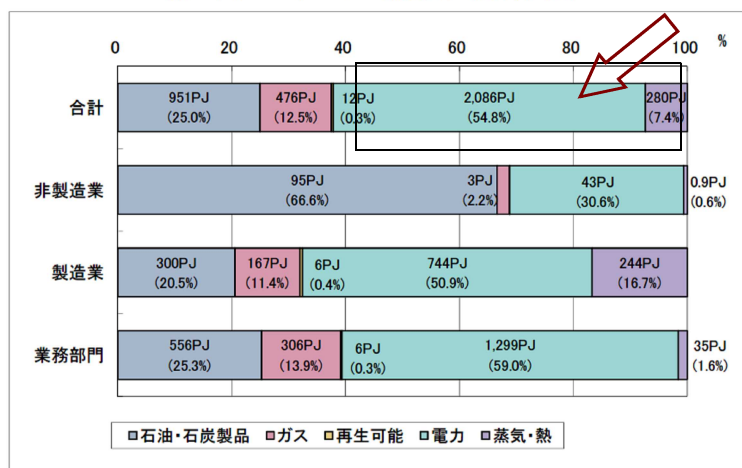 0 20 40 60 80 100 %
合計
951PJ 476PJ 12PJ 2,086PJ 280PJ
(25.0%) (12.5%) (0.3%) (54.8%) (7.4%)
非製造業
95PJ 3PJ 43PJ 0.9PJ
(66.6%) (2.2%) (30.6%) (0.6%)
製造業
300PJ 167PJ 6PJ 744PJ 244PJ
(20.5%) (11.4%) (0.4%) (50.9%) (16.7%)
業務部門
556PJ 306PJ 6PJ 1,299PJ 35PJ
(25.3%) (13.9%) (0.3%) (59.0%) (1.6%)
石油・石炭製品 ガス 再生可能 電力 蒸気・熱